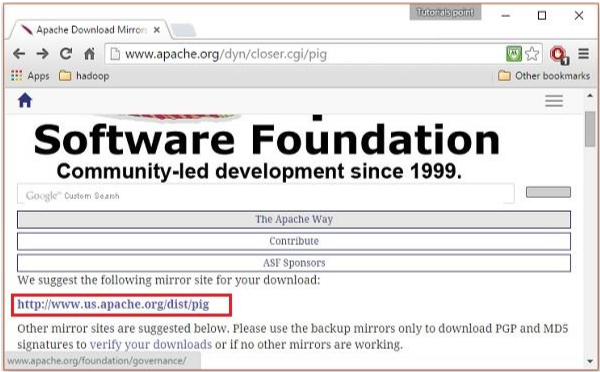 Tutorials point
Apache Download Mirror
www.apache.org/dyn/closer.cgi/pig
1
Apps
hadoop
Other bookmarks
Software Foundation
Community-led development since 1999.
Google™ Custom Search
The Apache Way
Contribute
ASF Sponsors
We suggest the following mirror site for your download:
http://www.us.apache.org/dist/pig
Other mirror sites are suggested below. Please use the backup mirrors only to download PGP and MD5
signatures to verify your downloads or if no other mirrors are working.
www.apache.org/foundation/governance/